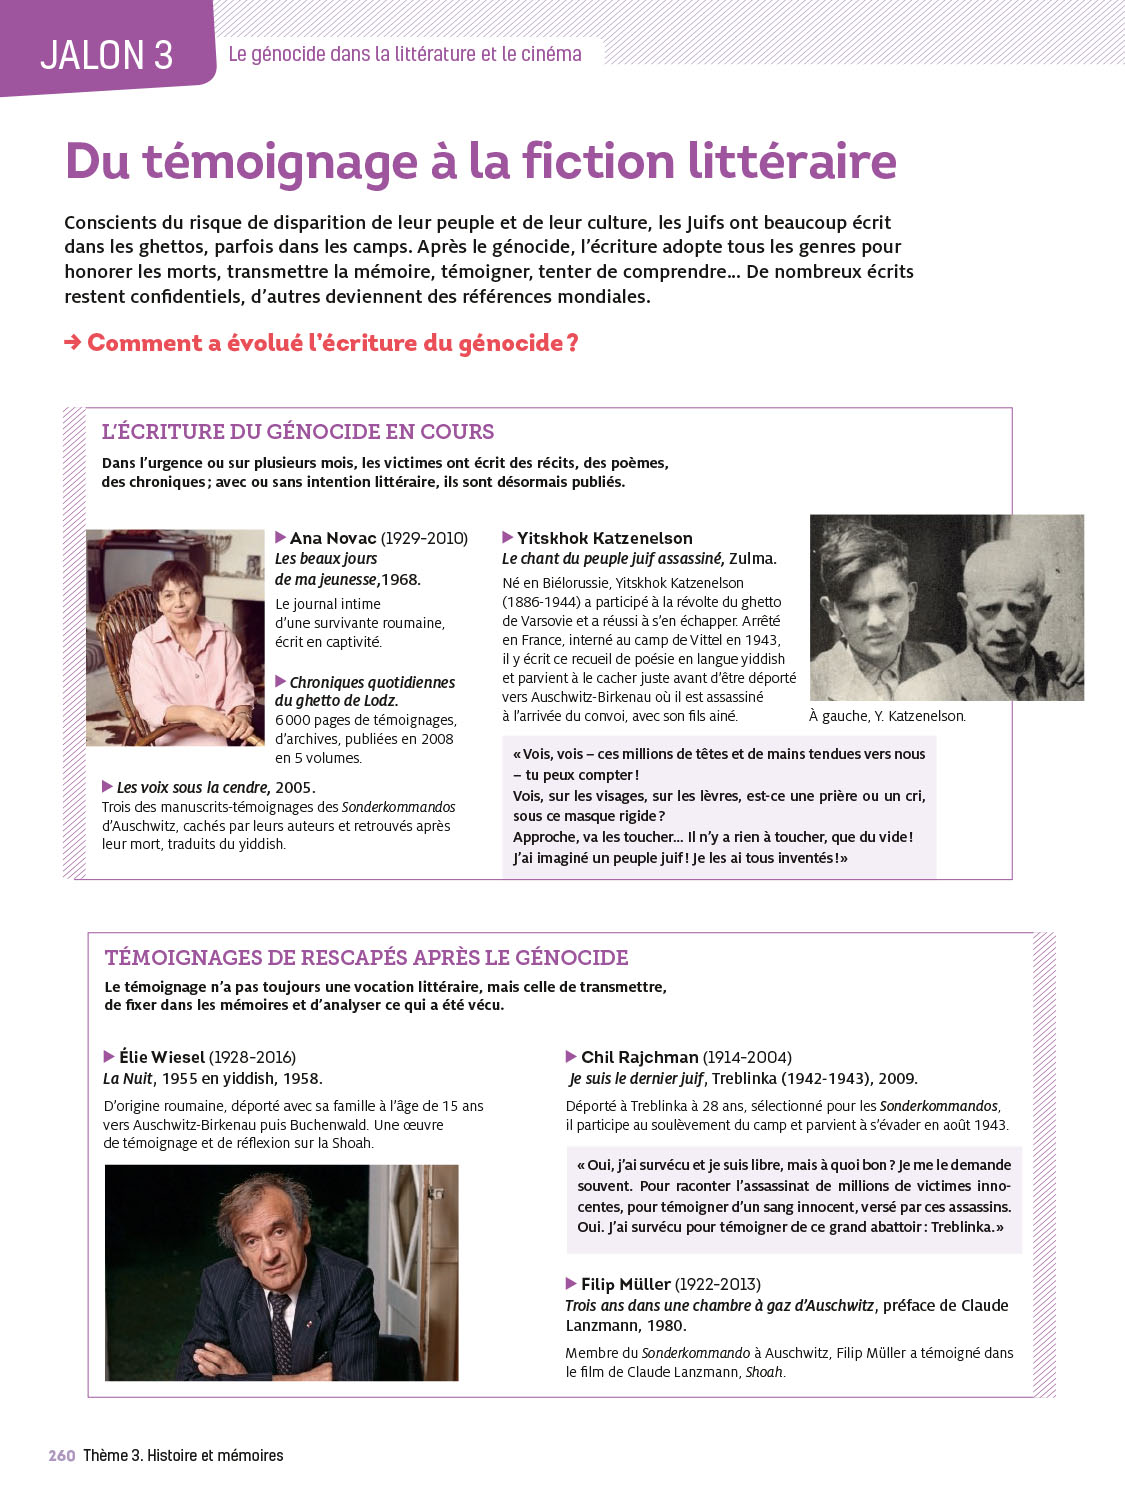 JALON 3
Le génocide dans la littérature et le cinéma
Du témoignage à la fiction littéraire
Conscients du risque de disparition de leur peuple et de leur culture, les Juifs ont beaucoup écrit
dans les ghettos, parfois dans les camps. Après le génocide, l'écriture adopte tous les genres pour
honorer les morts, transmettre la mémoire, témoigner, tenter de comprendre... De nombreux écrits
restent confidentiels, d'autres deviennent des références mondiales.
→ Comment a évolué l'écriture du génocide ?
L'ÉCRITURE DU GÉNOCIDE EN COURS
Dans l'urgence ou sur plusieurs mois, les victimes ont écrit des récits, des poèmes,
des chroniques ; avec ou sans intention littéraire, ils sont désormais publiés.
▶ Ana Novac (1929-2010)
Les beaux jours
de ma jeunesse,1968.
Le journal intime
d'une survivante roumaine,
écrit en captivité.
▶ Chroniques quotidiennes
du ghetto de Lodz.
6 000 pages de témoignages,
d'archives, publiées en 2008
en 5 volumes.
▶ Les voix sous la cendre, 2005.
Trois des manuscrits-témoignages des Sonderkommandos
d'Auschwitz, cachés par leurs auteurs et retrouvés après
leur mort, traduits du yiddish.
▶ Yitskhok Katzenelson
Le chant du peuple juif assassiné, Zulma.
Né en Biélorussie, Yitskhok Katzenelson
(1886-1944) a participé à la révolte du ghetto
de Varsovie et a réussi à s'en échapper. Arrêté
en France, interné au camp de Vittel en 1943,
il y écrit ce recueil de poésie en langue yiddish
et parvient à le cacher juste avant d'être déporté
vers Auschwitz-Birkenau où il est assassiné
à l'arrivée du convoi, avec son fils ainé.
À gauche, Y. Katzenelson.
« Vois, vois – ces millions de têtes et de mains tendues vers nous
– tu peux compter !
Vois, sur les visages, sur les lèvres, est-ce une prière ou un cri,
sous ce masque rigide ?
Approche, va les toucher... Il n'y a rien à toucher, que du vide !
J'ai imaginé un peuple juif ! Je les ai tous inventés ! »
TÉMOIGNAGES DE RESCAPÉS APRÈS LE GÉNOCIDE
Le témoignage n'a pas toujours une vocation littéraire, mais celle de transmettre,
de fixer dans les mémoires et d'analyser ce qui a été vécu.
▶ Élie Wiesel (1928-2016)
La Nuit, 1955 en yiddish, 1958.
D'origine roumaine, déporté avec sa famille à l'âge de 15 ans
vers Auschwitz-Birkenau puis Buchenwald. Une œuvre
de témoignage et de réflexion sur la Shoah.
▶ Chil Rajchman (1914-2004)
Je suis le dernier juif, Treblinka (1942-1943), 2009.
Déporté à Treblinka à 28 ans, sélectionné pour les Sonderkommandos,
il participe au soulèvement du camp et parvient à s'évader en août 1943.
« Oui, j'ai survécu et je suis libre, mais à quoi bon ? Je me le demande
souvent. Pour raconter l'assassinat de millions de victimes inno-
centes, pour témoigner d'un sang innocent, versé par ces assassins.
Oui. J'ai survécu pour témoigner de ce grand abattoir : Treblinka. »
▶ Filip Müller (1922-2013)
Trois ans dans une chambre à gaz d'Auschwitz, préface de Claude
Lanzmann, 1980.
Membre du Sonderkommando à Auschwitz, Filip Müller a témoigné dans
le film de Claude Lanzmann, Shoah.
260 Thème 3. Histoire et mémoires